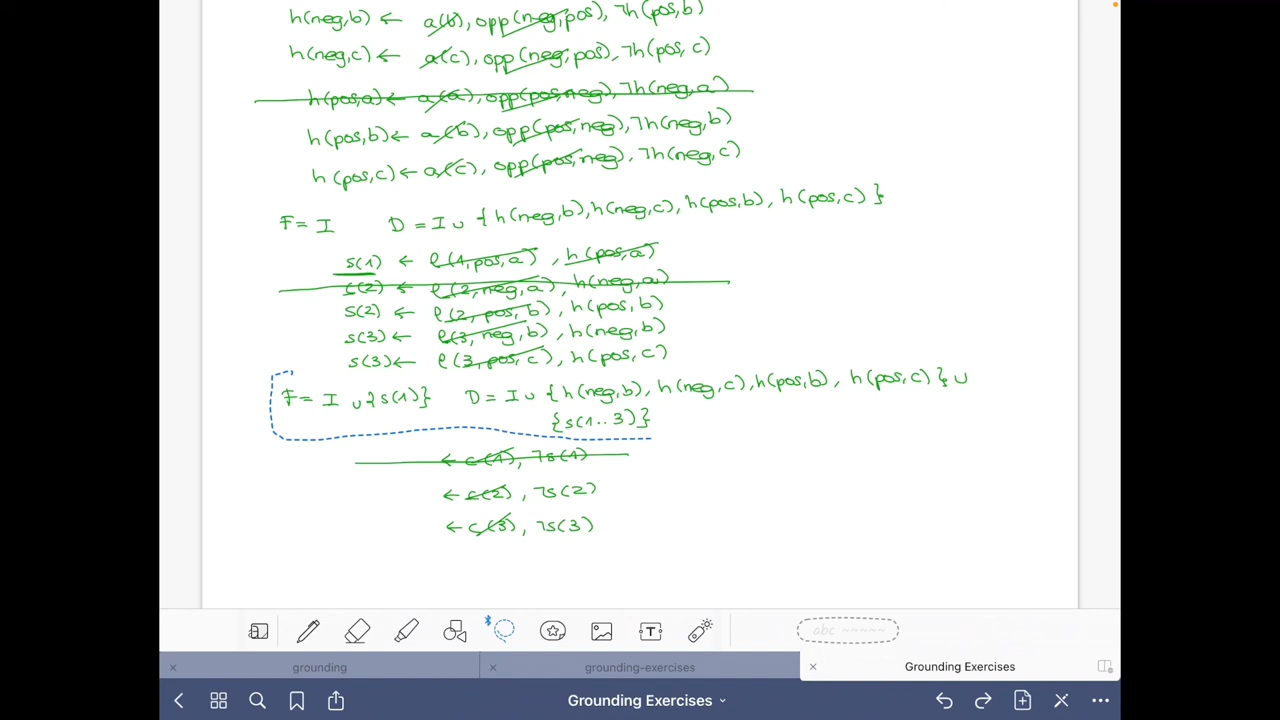 h(neg,b) ← a(b), opp(neg,pos), ¬h(pos,b)
h(neg,c) ← a(c), opp(neg,pos), ¬h(pos,c)
h(pos,a) ← a(a), opp(pos,neg), ¬h(neg,a)
h(pos,b) ← a(b), opp(pos,neg), ¬h(neg,b)
h(pos,c) ← a(c), opp(pos,neg), ¬h(neg,c)
F = I D = I ∪ { h(neg,b), h(neg,c), h(pos,b), h(pos,c) }
s(1) ← l(1,pos,a), h(pos,a)
s(2) ← l(2,neg,a), h(neg,a)
s(2) ← l(2,pos,b), h(pos,b)
s(3) ← l(3,neg,b), h(neg,b)
s(3) ← l(3,pos,c), h(pos,c)
F = I ∪ {s(1)} D = I ∪ { h(neg,b), h(neg,c), h(pos,b), h(pos,c) } ∪
{s(1..3)}
← c(1), ¬s(1)
← c(2), ¬s(2)
← c(3), ¬s(3)
abc
grounding grounding-exercises Grounding Exercises
Grounding Exercises